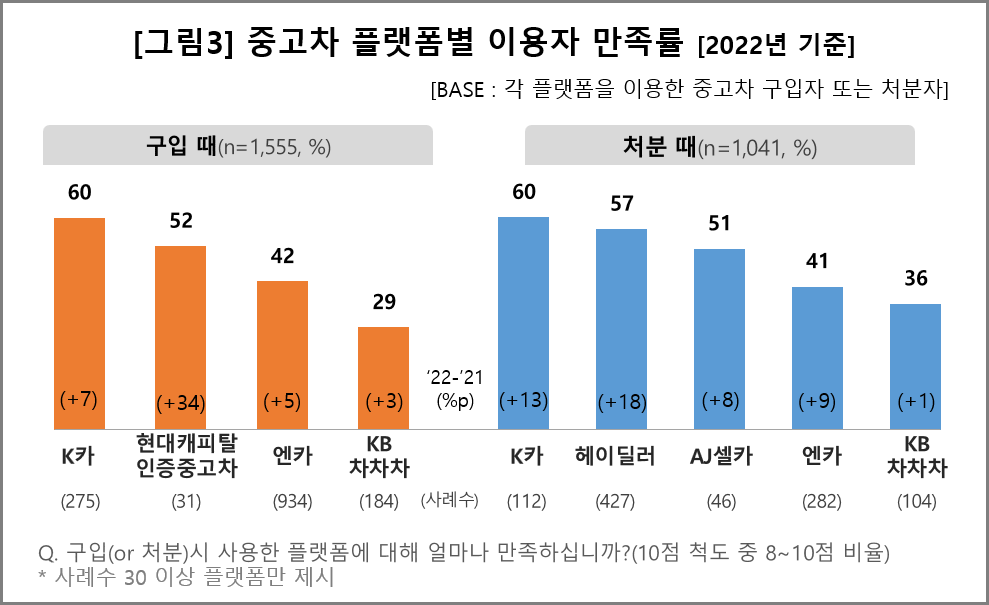 [그림3] 중고차 플랫폼별 이용자 만족률 [2022년 기준]
[BASE : 각 플랫폼을 이용한 중고차 구입자 또는 처분자]
구입 때(n=1,555, %)
60
52
42
29
(+7)
(+34)
(+5)
(+3)
‘22-’21
(%p)
K카
현대캐피탈
인증중고차
엔카
KB
차차차
(275)
(31)
(934)
(184)
(사례수)
처분 때(n=1,041, %)
60
57
51
41
36
(+13)
(+18)
(+8)
(+9)
(+1)
K카
헤이딜러
AJ셀카
엔카
KB
차차차
(112)
(427)
(46)
(282)
(104)
Q. 구입(or 처분)시 사용한 플랫폼에 대해 얼마나 만족하십니까?(10점 척도 중 8~10점 비율)
* 사례수 30 이상 플랫폼만 제시